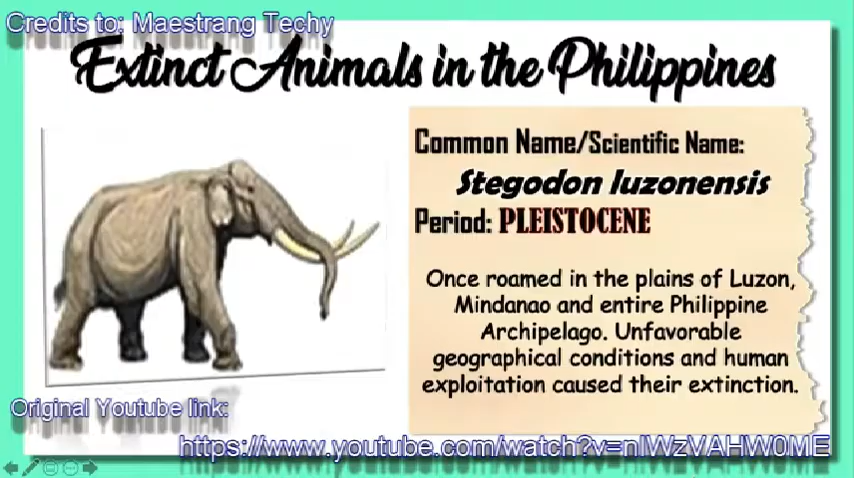 Credits to: Maestrang Techy
Extinct Animals in the Philippines
Common Name/Scientific Name:
Stegodon luzonensis
Period: PLEISTOCENE
Once roamed in the plains of Luzon,
Mindanao and entire Philippine
Archipelago. Unfavorable
geographical conditions and human
exploitation caused their extinction.
Original Youtube link:
https://www.youtube.com/watch?v=nIWzVAHW0ME